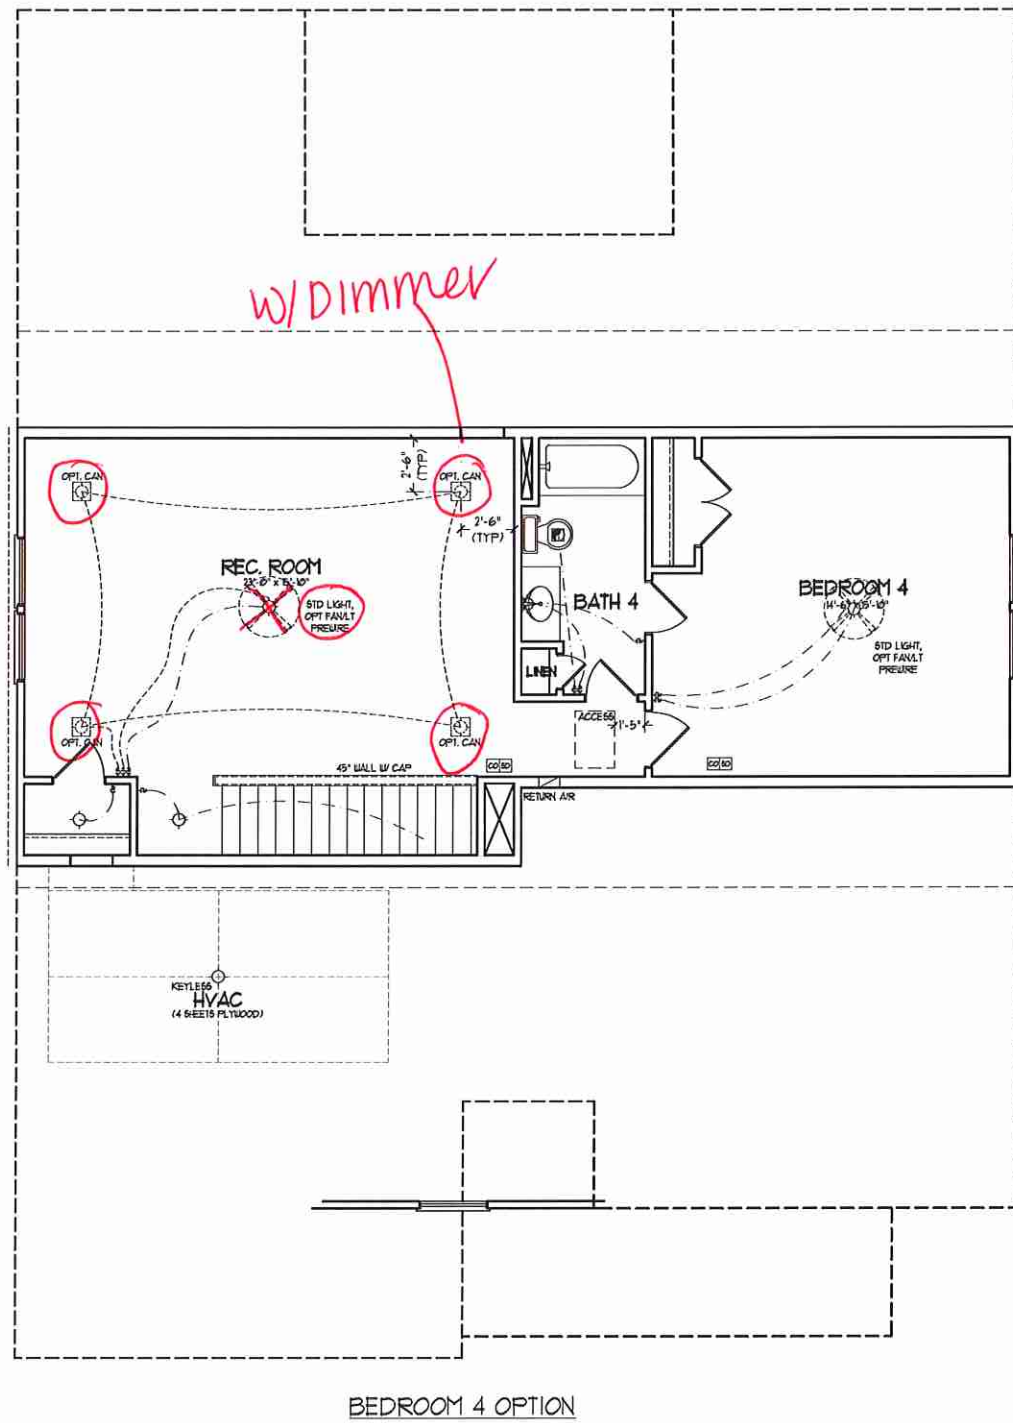 W/Dimmer
OPT. CAN
2'-6"
(TYP)
OPT. CAN
2'-6"
(TYP)
REC. ROOM
STD LIGHT,
OPT FAN/LT
PREWIRE
BATH 4
BEDROOM 4
STD LIGHT,
OPT FAN/LT
PREWIRE
LINEN
ACCESS
1'-5"
OPT. CAN
OPT. CAN
45" WALL W/ CAP
CO SD
CO SD
RETURN AIR
KEYLESS
HVAC
(4 SHEETS PLYWOOD)
BEDROOM 4 OPTION